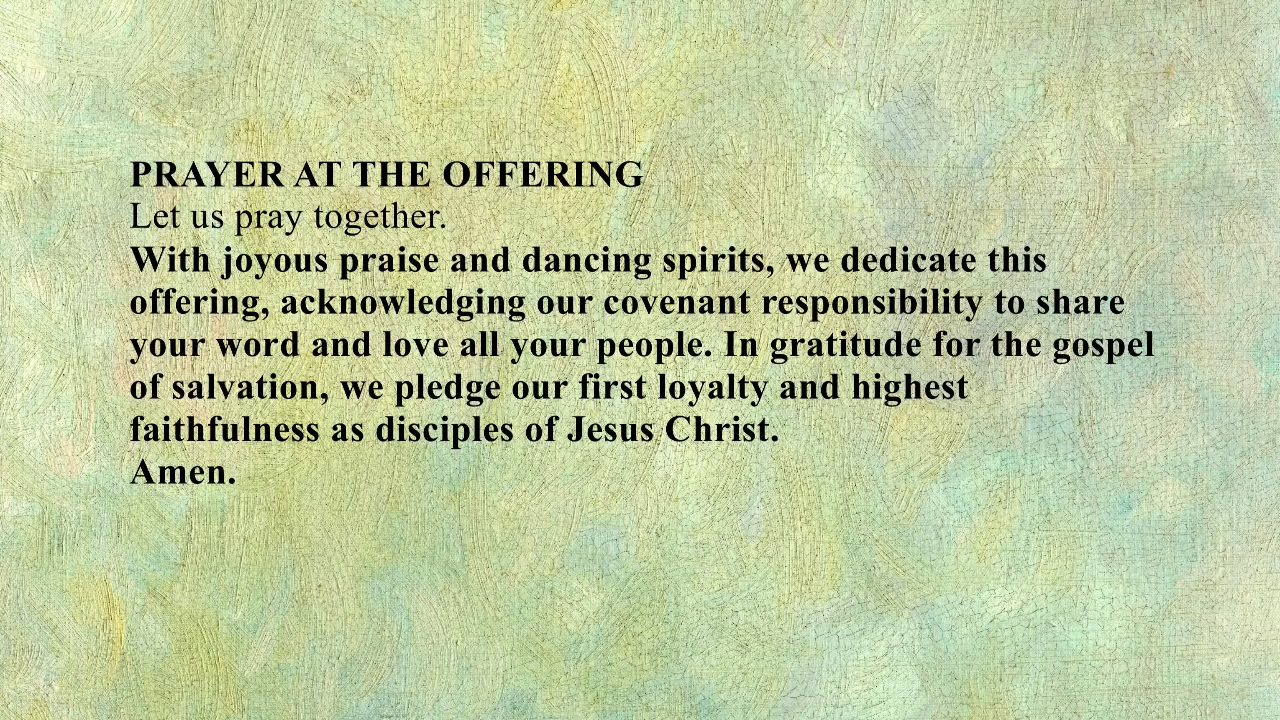 PRAYER AT THE OFFERING
Let us pray together.
With joyous praise and dancing spirits, we dedicate this
offering, acknowledging our covenant responsibility to share
your word and love all your people. In gratitude for the gospel
of salvation, we pledge our first loyalty and highest
faithfulness as disciples of Jesus Christ.
Amen.